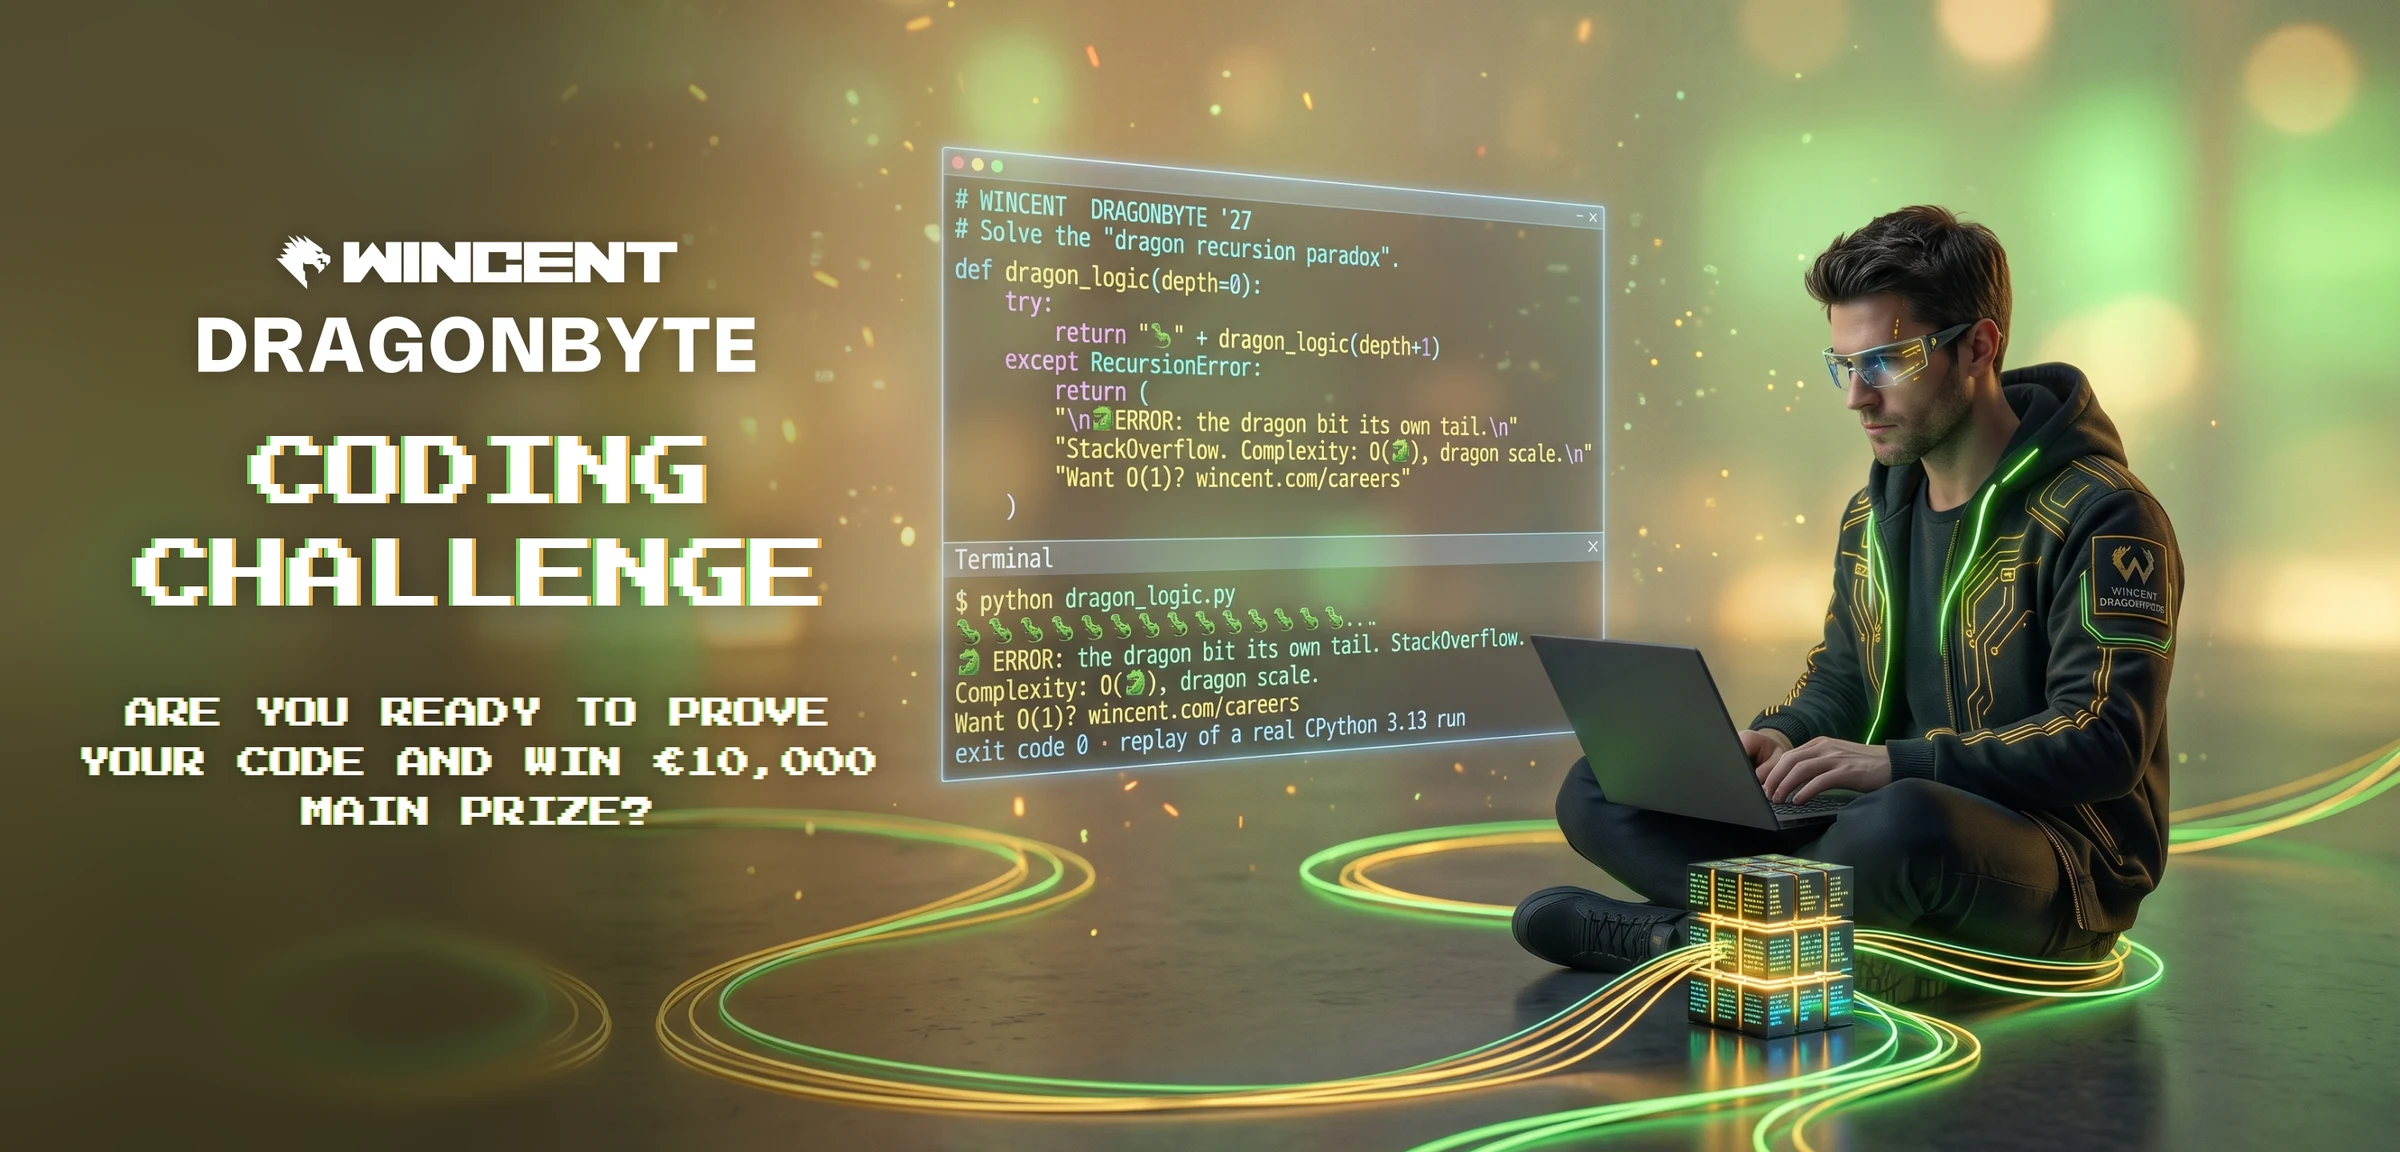 WINCENT
DRAGONBYTE
CODING
CHALLENGE
ARE YOU READY TO PROVE
YOUR CODE AND WIN €10,000
MAIN PRIZE?
# WINCENT  DRAGONBYTE '27
# Solve the "dragon recursion paradox".
def dragon_logic(depth=0):
    try:
        return "🐉" + dragon_logic(depth+1)
    except RecursionError:
        return (
        "\n🐲ERROR: the dragon bit its own tail.\n"
        "StackOverflow. Complexity: O(🐲), dragon scale.\n"
        "Want O(1)? wincent.com/careers"
    )
Terminal
$ python dragon_logic.py
🐉🐉🐉🐉🐉🐉🐉🐉🐉🐉🐉🐉🐉....
🐲 ERROR: the dragon bit its own tail. StackOverflow.
Complexity: O(🐲), dragon scale.
Want O(1)? wincent.com/careers
exit code 0 · replay of a real CPython 3.13 run
WINCENT